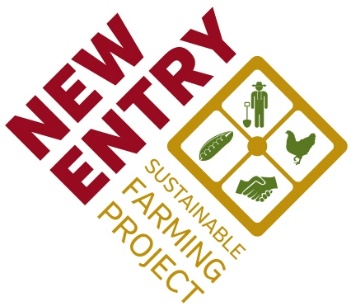 NEW
ENTRY
SUSTAINABLE
FARMING
PROJECT